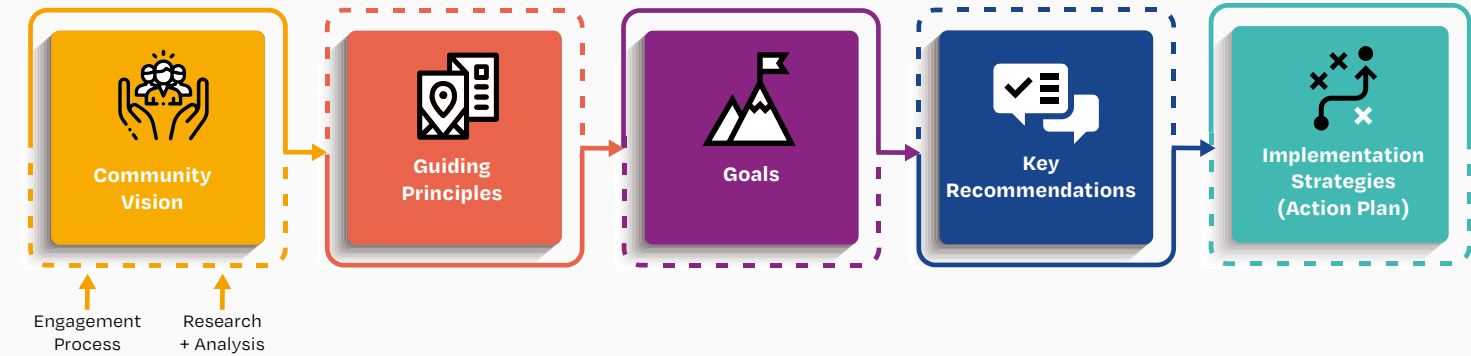 Community
Vision
Guiding
Principles
Goals
Key
Recommendations
Implementation
Strategies
(Action Plan)
Engagement
Process
Research
+ Analysis